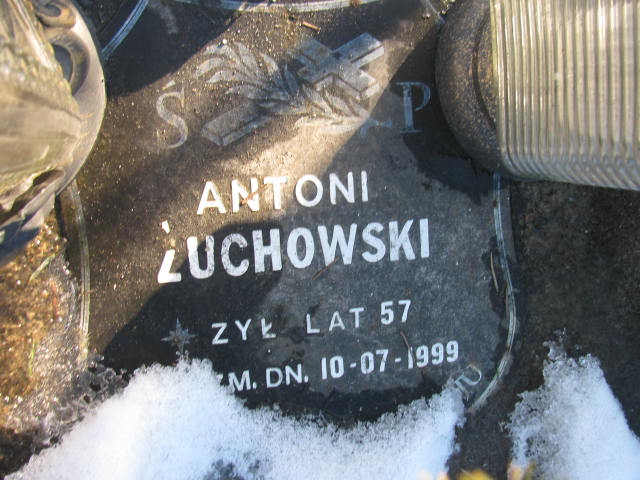 Ś P
ANTONI
ŻUCHOWSKI
ŻYŁ LAT 57
ZM. DN. 10-07-1999